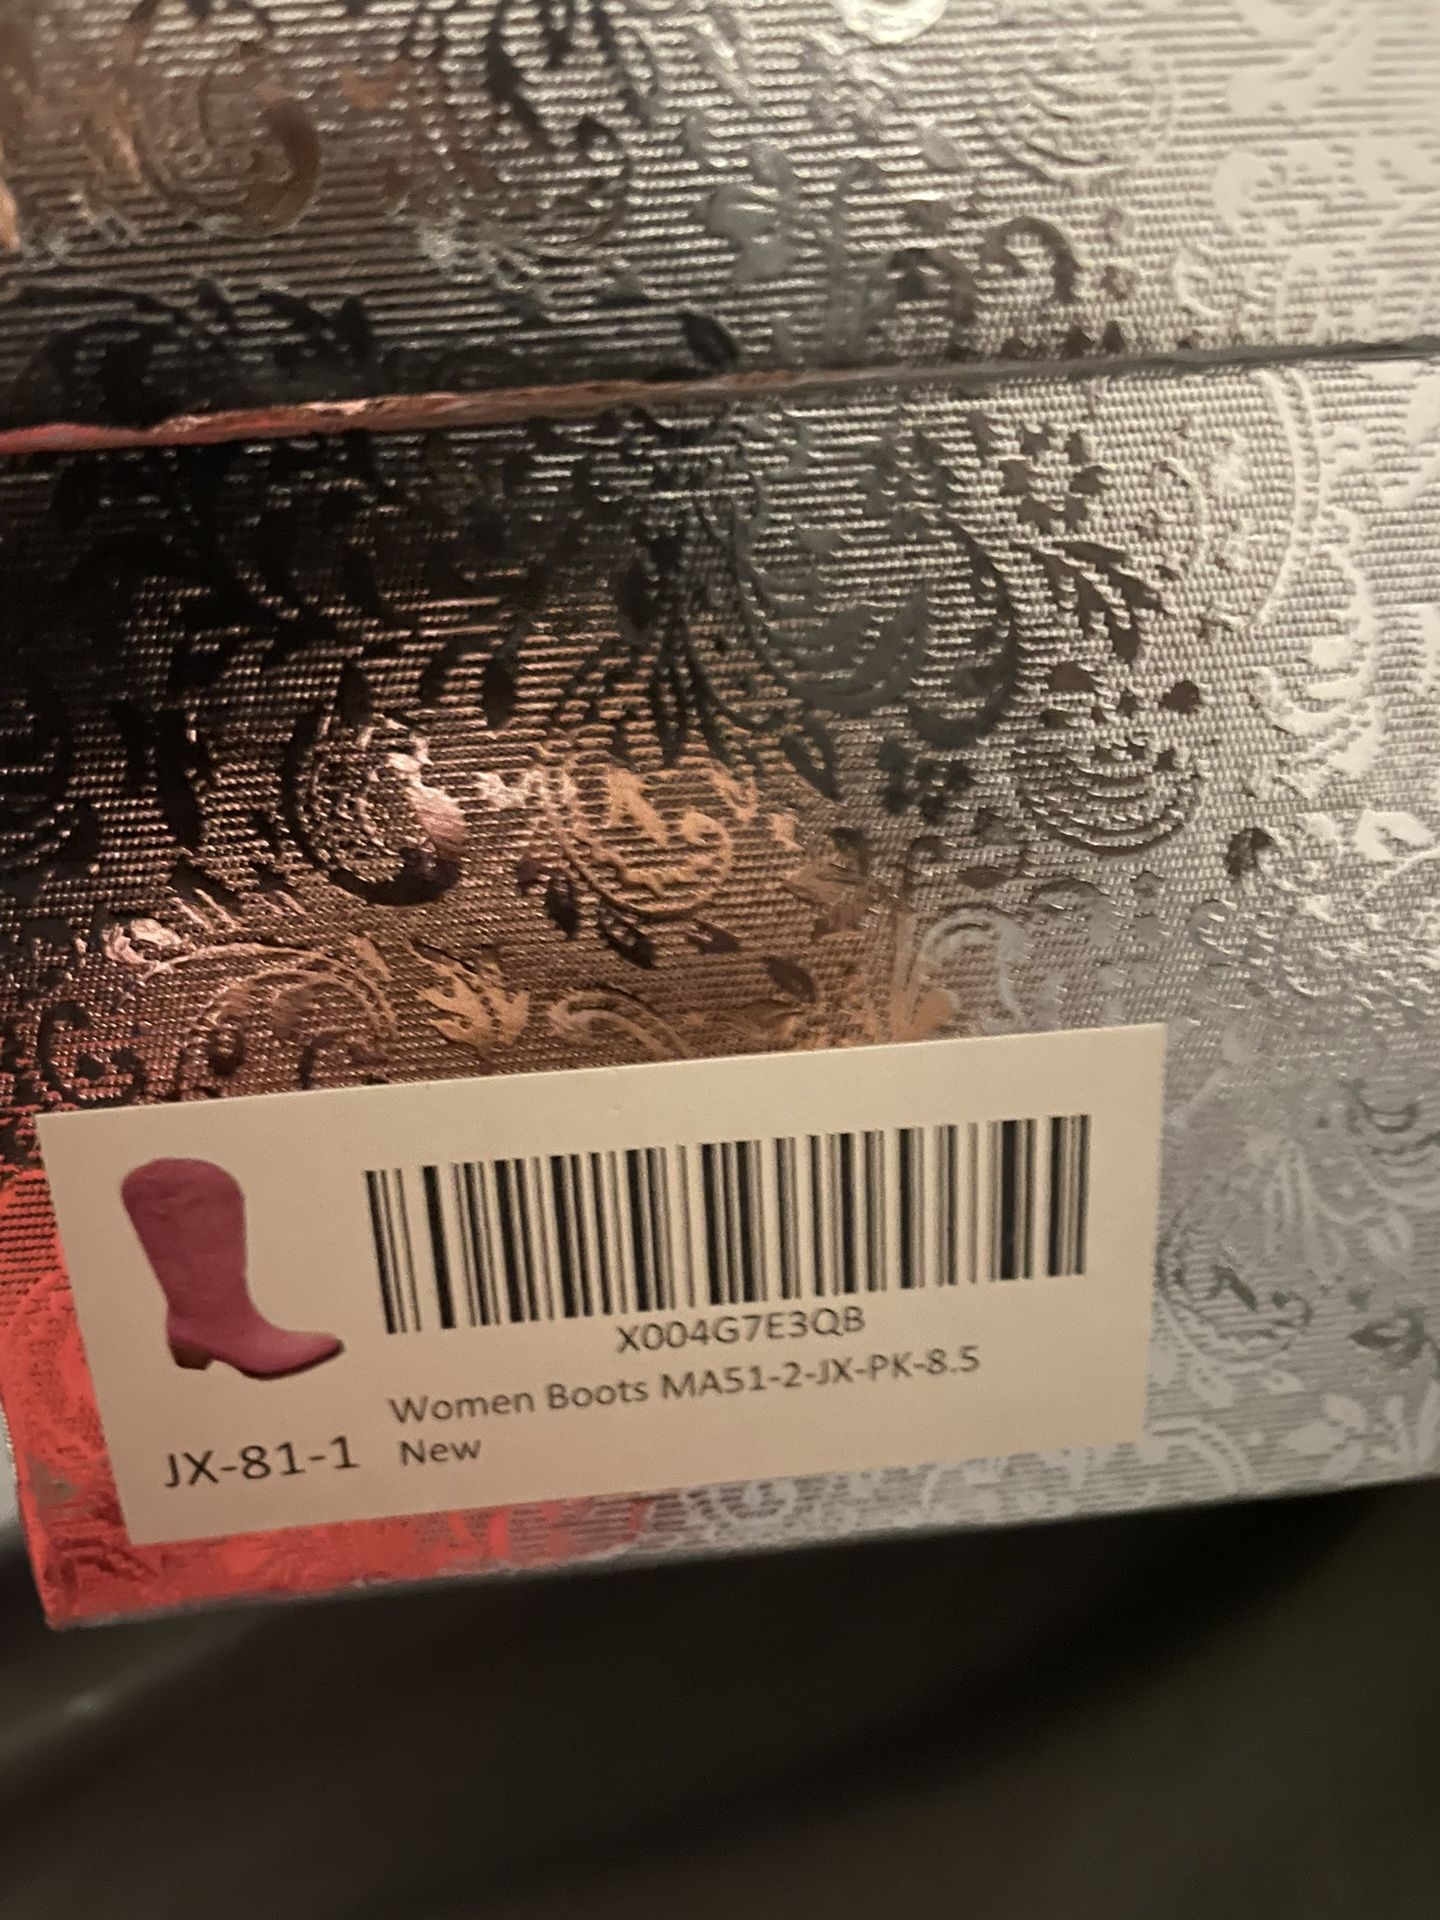 X004G7E3QB
Women Boots MA51-2-JX-PK-8.5
New
JX-81-1